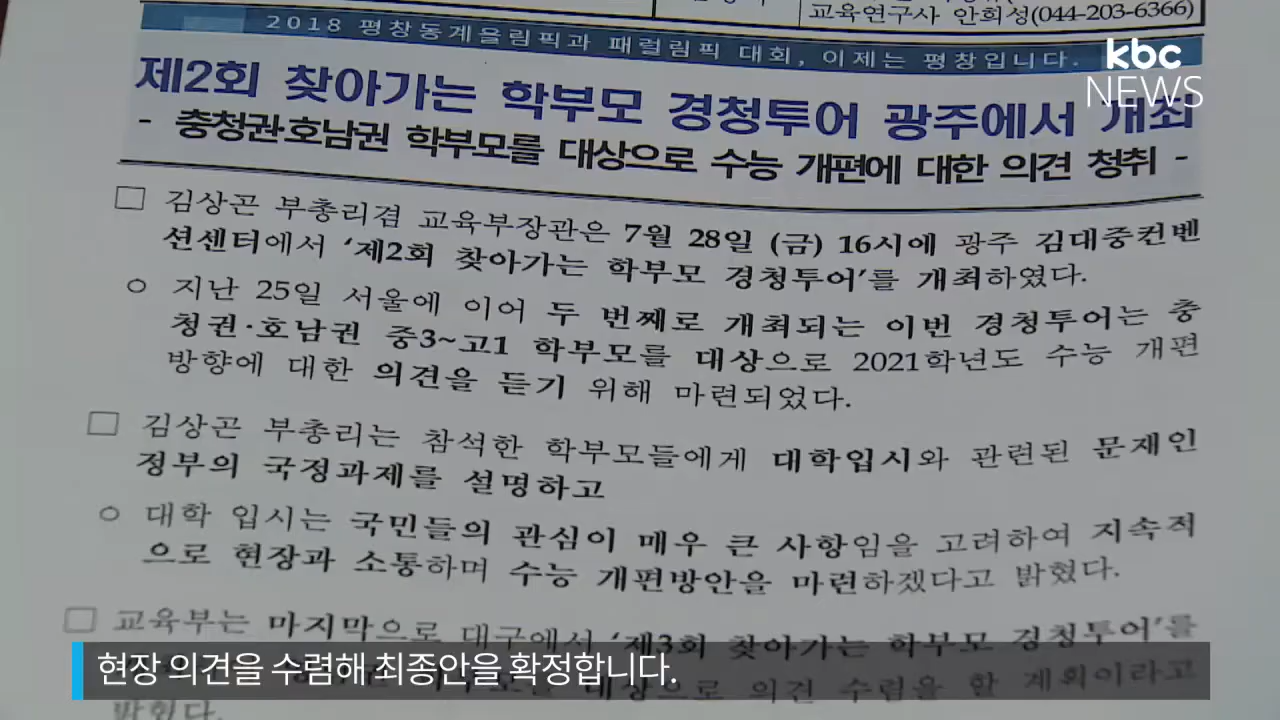 교육연구사 안희성(044-203-6366)
2018 평창동계올림픽과 패럴림픽 대회, 이제는 평창입니다.
kbc
NEWS
제2회 찾아가는 학부모 경청투어 광주에서 개최
- 충청권·호남권 학부모를 대상으로 수능 개편에 대한 의견 청취 -
□ 김상곤 부총리겸 교육부장관은 7월 28일 (금) 16시에 광주 김대중컨벤
션센터에서 ‘제2회 찾아가는 학부모 경청투어’를 개최하였다.
○ 지난 25일 서울에 이어 두 번째로 개최되는 이번 경청투어는 충
청권·호남권 중3~고1 학부모를 대상으로 2021학년도 수능 개편
방향에 대한 의견을 듣기 위해 마련되었다.
□ 김상곤 부총리는 참석한 학부모들에게 대학입시와 관련된 문재인
정부의 국정과제를 설명하고
○ 대학 입시는 국민들의 관심이 매우 큰 사항임을 고려하여 지속적
으로 현장과 소통하며 수능 개편방안을 마련하겠다고 밝혔다.
□ 교육부는 마지막으로 대구에서 ‘제3회 찾아가는 학부모 경청투어’를
대상으로 의견 수렴을 할 계획이라고
밝혔다.
현장 의견을 수렴해 최종안을 확정합니다.